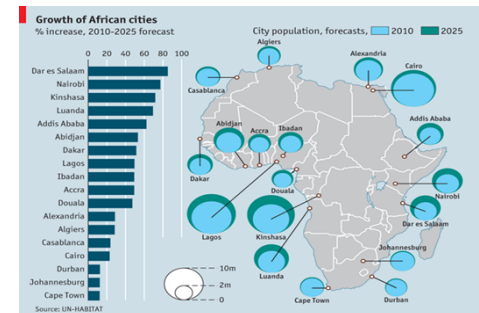 Growth of African cities
% increase, 2010-2025 forecast
City population, forecasts, 2010 2025
0 20 40 60 80 100
Dar es Salaam
Nairobi
Kinshasa
Luanda
Addis Ababa
Abidjan
Dakar
Lagos
Ibadan
Accra
Douala
Alexandria
Algiers
Casablanca
Cairo
Durban
Johannesburg
Cape Town
Algiers
Alexandria
Cairo
Casablanca
Abidjan
Accra
Ibadan
Addis Ababa
Dakar
Douala
Nairobi
Dar es Salaam
Lagos
Kinshasa
Luanda
Johannesburg
Cape Town
Durban
10m
2m
0
Source: UN-HABITAT